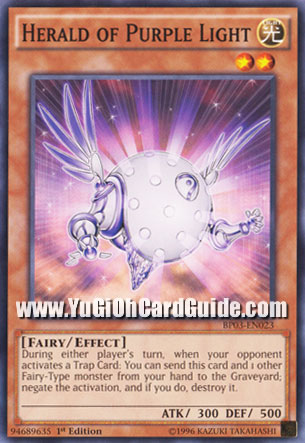 HERALD OF PURPLE LIGHT
LIGHT
光
BP03-EN023
www.YuGiOhCardGuide.com
[FAIRY/EFFECT]
During either player's turn, when your opponent
activates a Trap Card: You can send this card and 1 other
Fairy-Type monster from your hand to the Graveyard;
negate the activation, and if you do, destroy it.
ATK/ 300 DEF/ 500
94689635 1st Edition ©1996 KAZUKI TAKAHASHI